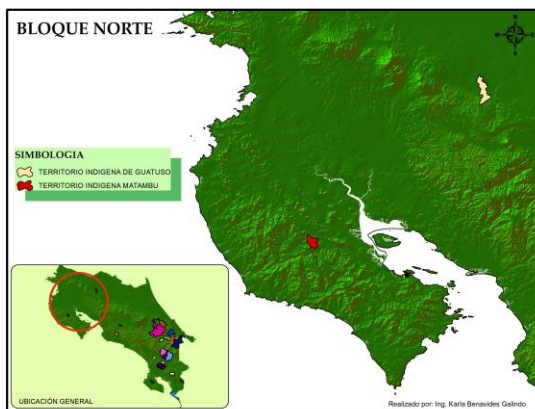 BLOQUE NORTE
N
W E
S
SIMBOLOGIA
TERRITORIO INDIGENA DE GUATUSO
TERRITORIO INDIGENA MATAMBU
UBICACIÓN GENERAL
Realizado por: Ing. Karla Benavides Galindo